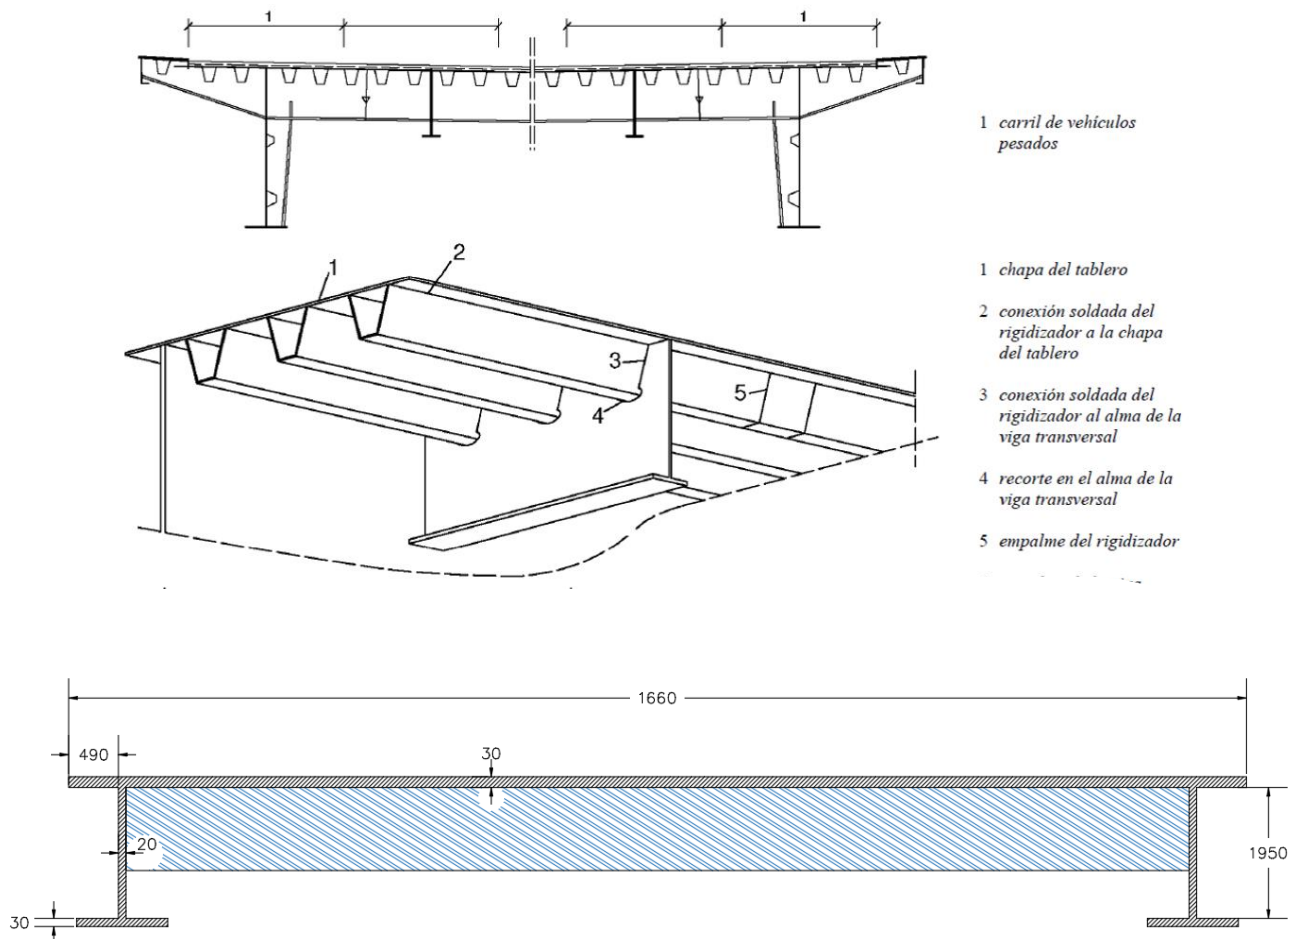 1
1
1 carril de vehículos
pesados
1
2
3
4
5
1 chapa del tablero
2 conexión soldada del
rigidizador a la chapa
del tablero
3 conexión soldada del
rigidizador al alma de la
viga transversal
4 recorte en el alma de la
viga transversal
5 empalme del rigidizador
1660
490
30
20
1950
30